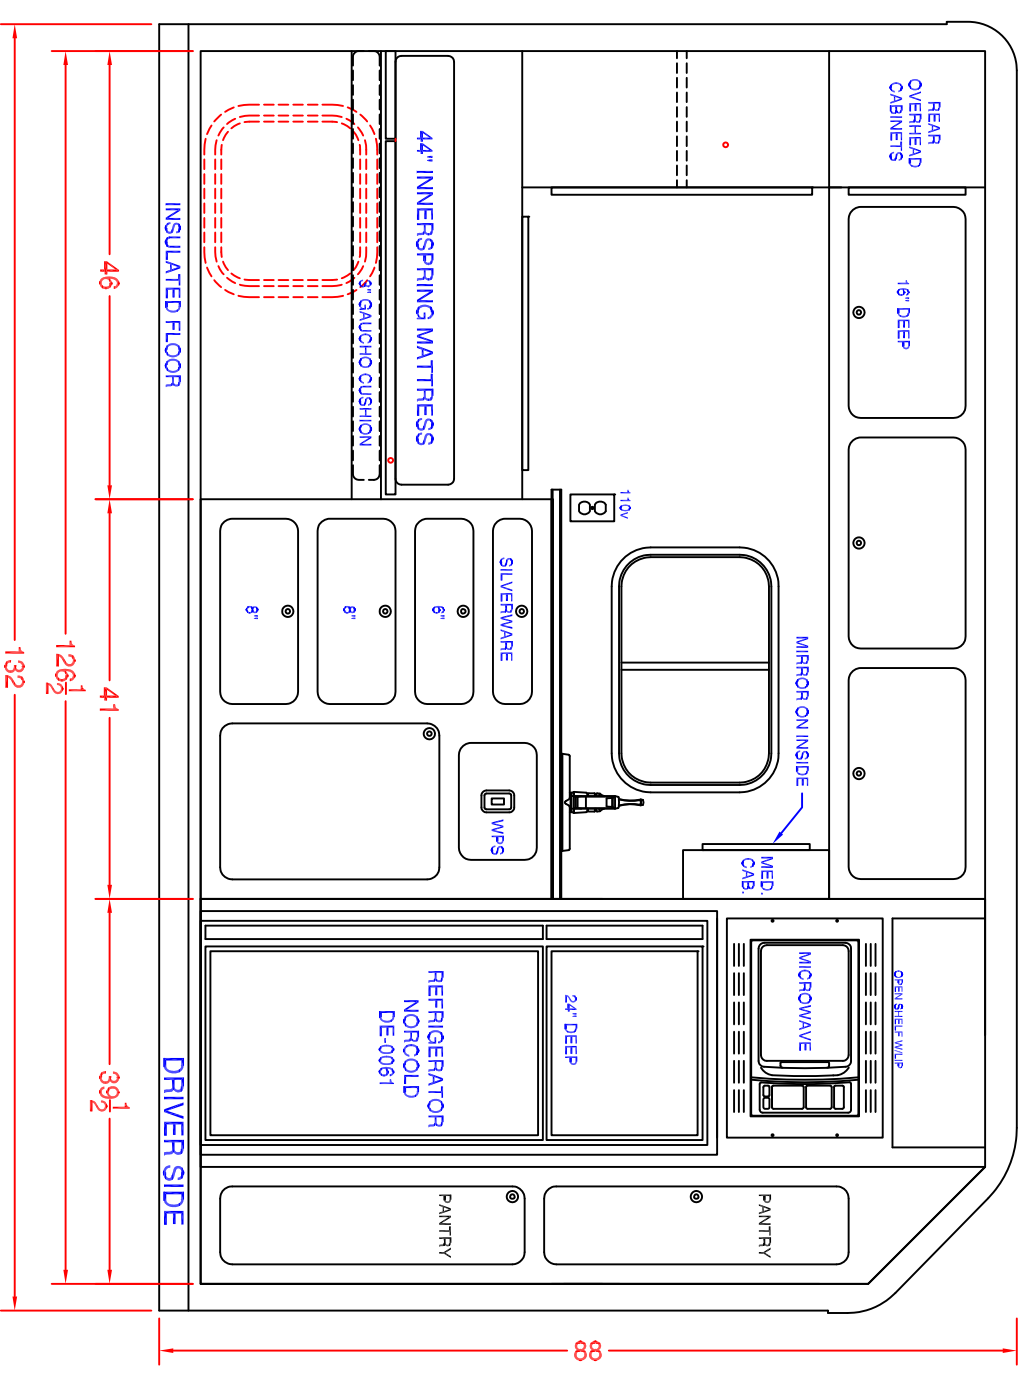 REAR
OVERHEAD
CABINETS
16" DEEP
44" INNERSPRING MATTRESS
3" GAUCHO CUSHION
INSULATED FLOOR
110v
MIRROR ON INSIDE
MED.
CAB.
SILVERWARE
6"
8"
8"
WPS
OPEN SHELF W/LIP
MICROWAVE
24" DEEP
REFRIGERATOR
NORCOLD
DE-0061
PANTRY
PANTRY
DRIVER SIDE
46
41
39 1/2
126 1/2
132
88